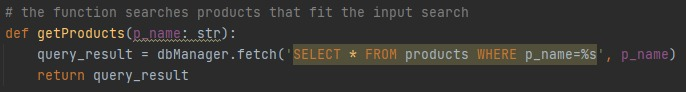 # the function searches products that fit the input search
def getProducts(p_name: str):
    query_result = dbManager.fetch('SELECT * FROM products WHERE p_name=%s', p_name)
    return query_result